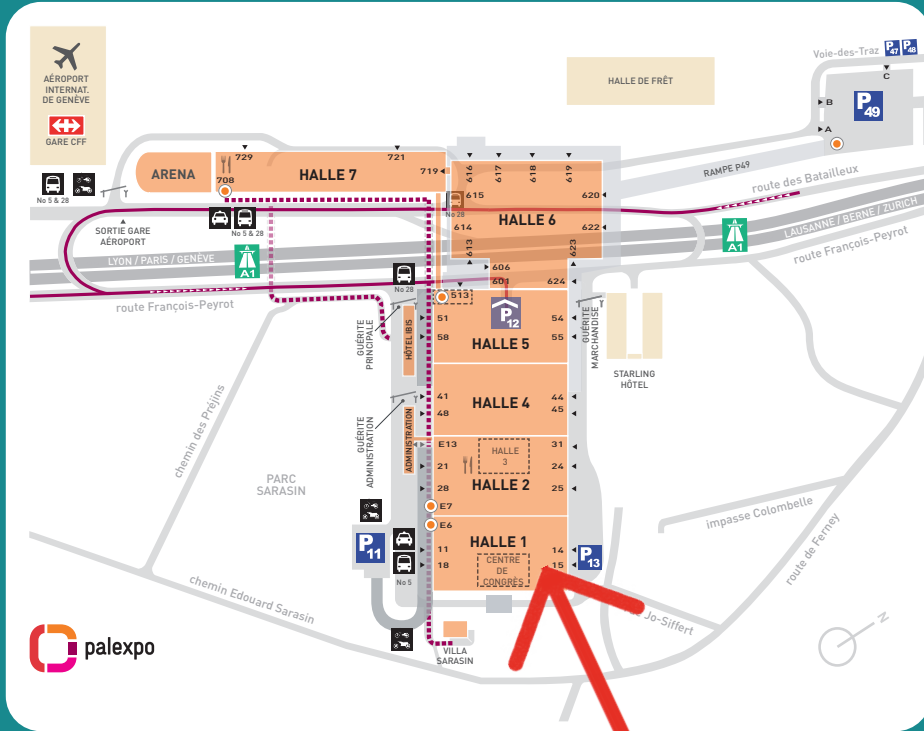 AÉROPORT
INTERNAT.
DE GENÈVE
GARE CFF
No 5 & 28
SORTIE GARE
AÉROPORT
ARENA
729
721
708
HALLE 7
719
No 5 & 28
A1
LYON / PARIS / GENÈVE
route François-Peyrot
HALLE DE FRÊT
Voie-des-Traz
P47
P48
C
B
P49
A
RAMPE P49
route des Batailleux
LAUSANNE / BERNE / ZURICH
A1
route François-Peyrot
616
617
618
619
615
620
No 28
HALLE 6
614
622
613
623
606
601
624
No 28
513
P12
51
54
58
55
HALLE 5
GUÉRITE
PRINCIPALE
HÔTEL IBIS
GUÉRITE
MARCHANDISE
STARLING
HÔTEL
41
44
48
45
HALLE 4
GUÉRITE
ADMINISTRATION
ADMINISTRATION
E13
31
HALLE
3
21
24
HALLE 2
28
25
E7
E6
HALLE 1
11
14
18
15
CENTRE
DE
CONGRÈS
P11
No 5
P13
chemin des Préjins
PARC
SARASIN
chemin Edouard Sarasin
VILLA
SARASIN
Jo-Siffert
impasse Colombelle
route de Ferney
N
palexpo